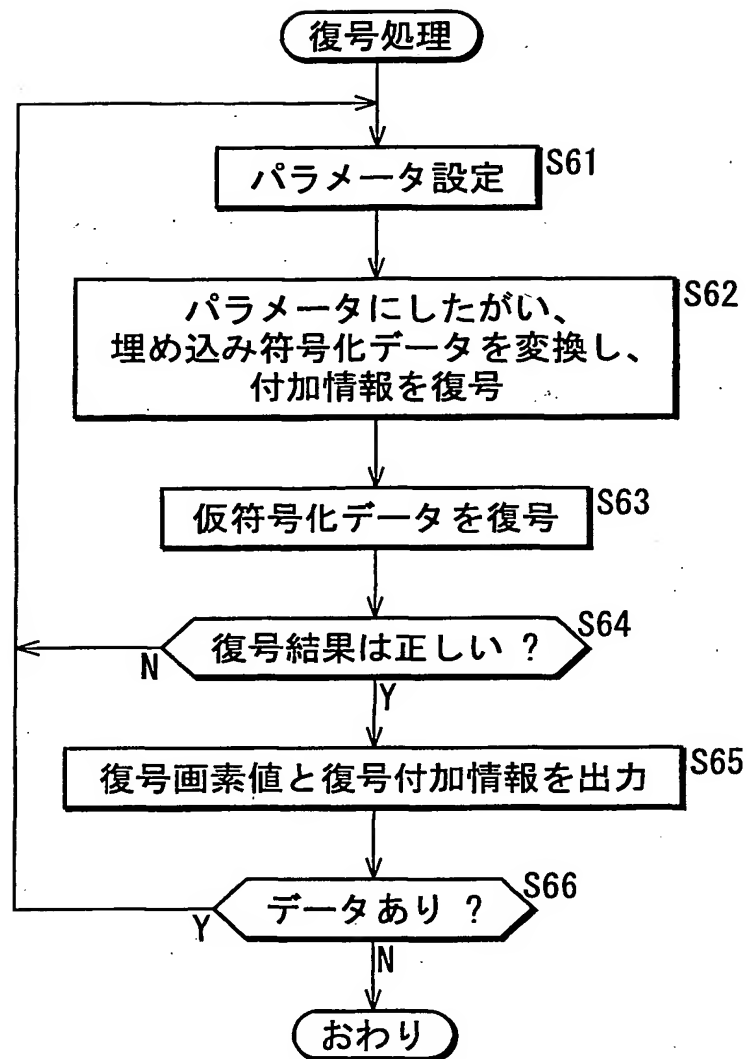 復号処理
パラメータ設定
S61
パラメータにしたがい、
埋め込み符号化データを変換し、
付加情報を復号
S62
仮符号化データを復号
S63
復号結果は正しい ?
S64
N
Y
復号画素値と復号付加情報を出力
S65
データあり ?
S66
Y
N
おわり